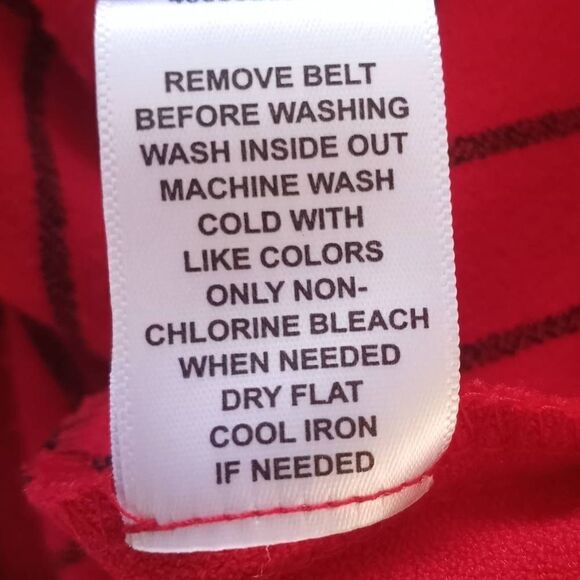 REMOVE BELT
BEFORE WASHING
WASH INSIDE OUT
MACHINE WASH
COLD WITH
LIKE COLORS
ONLY NON-
CHLORINE BLEACH
WHEN NEEDED
DRY FLAT
COOL IRON
IF NEEDED